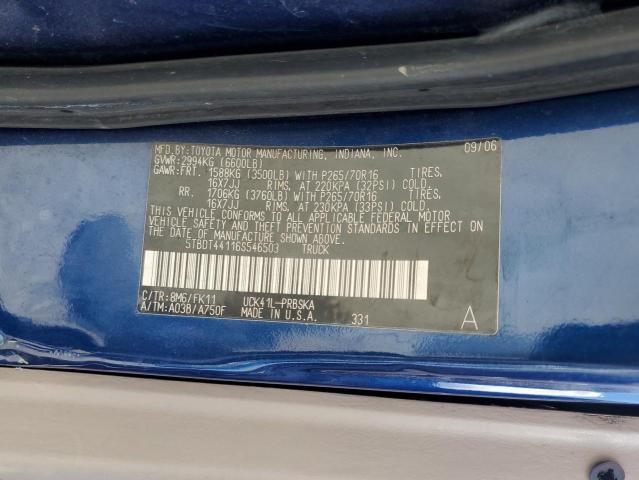 MFD.BY:TOYOTA MOTOR MANUFACTURING, INDIANA, INC. 09/06
GVWR:2994KG (6600LB)
GAWR:FRT. 1588KG (3500LB) WITH P265/70R16 TIRES,
16X7JJ RIMS, AT 220KPA (32PSI) COLD.
RR. 1706KG (3760LB) WITH P265/70R16 TIRES,
16X7JJ RIMS, AT 230KPA (33PSI) COLD.
THIS VEHICLE CONFORMS TO ALL APPLICABLE FEDERAL MOTOR
VEHICLE SAFETY AND THEFT PREVENTION STANDARDS IN EFFECT ON
THE DATE OF MANUFACTURE SHOWN ABOVE.
5TBDT44116S546503 TRUCK
C/TR:8M6/FK11 UCK41L-PRBSKA
A/TM:A03B/A750F MADE IN U.S.A. 331 A